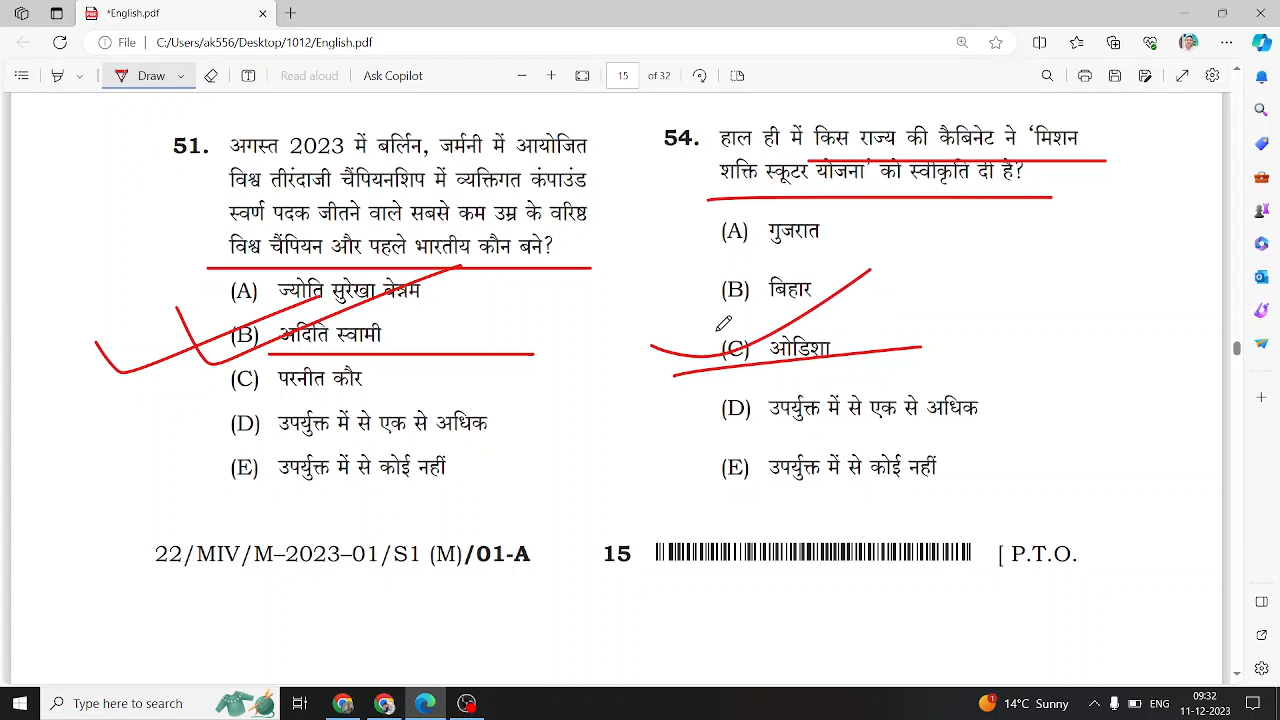 *English.pdf
File
C:/Users/ak556/Desktop/1012/English.pdf
Draw
Read aloud
Ask Copilot
15
of 32
51. अगस्त 2023 में बर्लिन, जर्मनी में आयोजित
विश्व तीरंदाजी चैंपियनशिप में व्यक्तिगत कंपाउंड
स्वर्ण पदक जीतने वाले सबसे कम उम्र के वरिष्ठ
विश्व चैंपियन और पहले भारतीय कौन बने?
(A) ज्योति सुरेखा वेन्नम
(B) अदिति स्वामी
(C) परनीत कौर
(D) उपर्युक्त में से एक से अधिक
(E) उपर्युक्त में से कोई नहीं
54. हाल ही में किस राज्य की कैबिनेट ने ‘मिशन
शक्ति स्कूटर योजना’ को स्वीकृति दी है?
(A) गुजरात
(B) बिहार
(C) ओडिशा
(D) उपर्युक्त में से एक से अधिक
(E) उपर्युक्त में से कोई नहीं
22/MIV/M–2023–01/S1 (M)/01-A
15
[ P.T.O.
Type here to search
1
14°C Sunny
ENG
09:32
11-12-2023